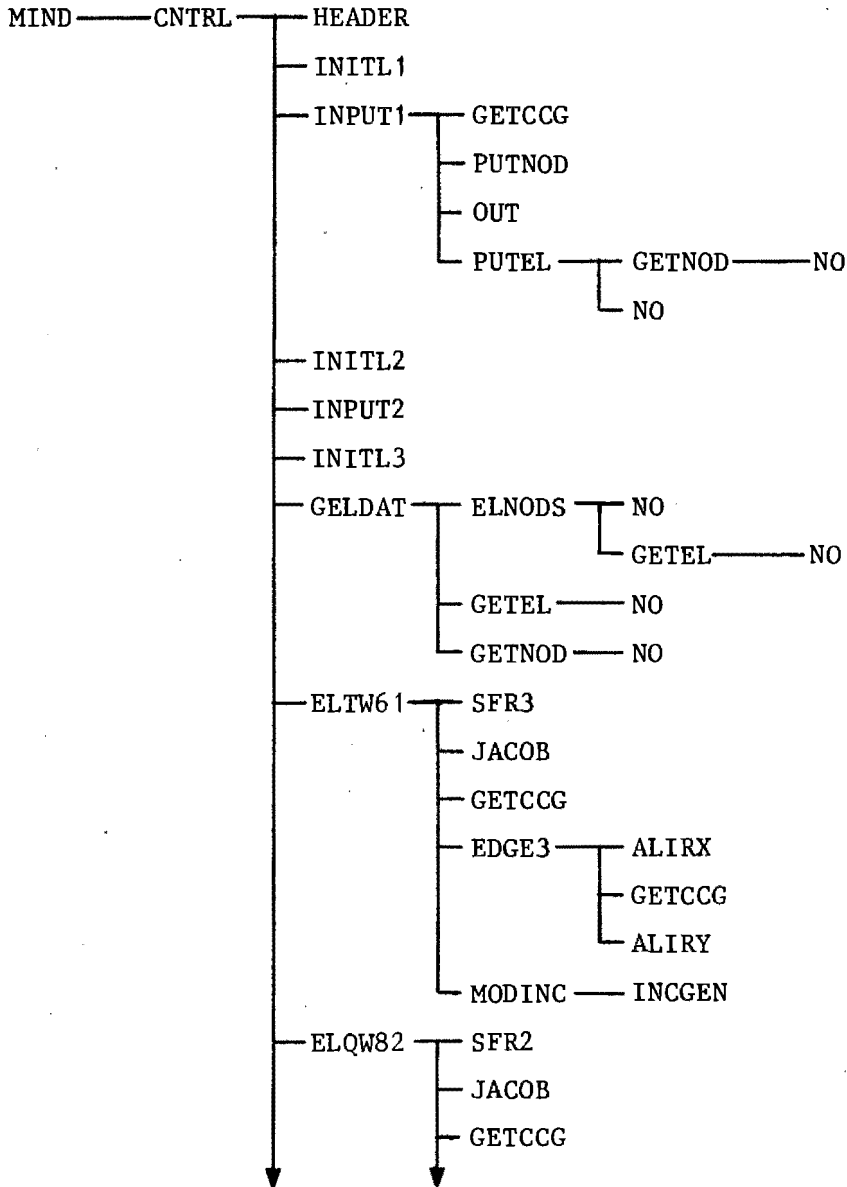 MIND CNTRL HEADER
INITL1
INPUT1 GETCCG
PUTNOD
OUT
PUTEL GETNOD NO
NO
INITL2
INPUT2
INITL3
GELDAT ELNODS NO
GETEL NO
GETEL NO
GETNOD NO
ELTW61 SFR3
JACOB
GETCCG
EDGE3 ALIRX
GETCCG
ALIRY
MODINC INCGEN
ELQW82 SFR2
JACOB
GETCCG